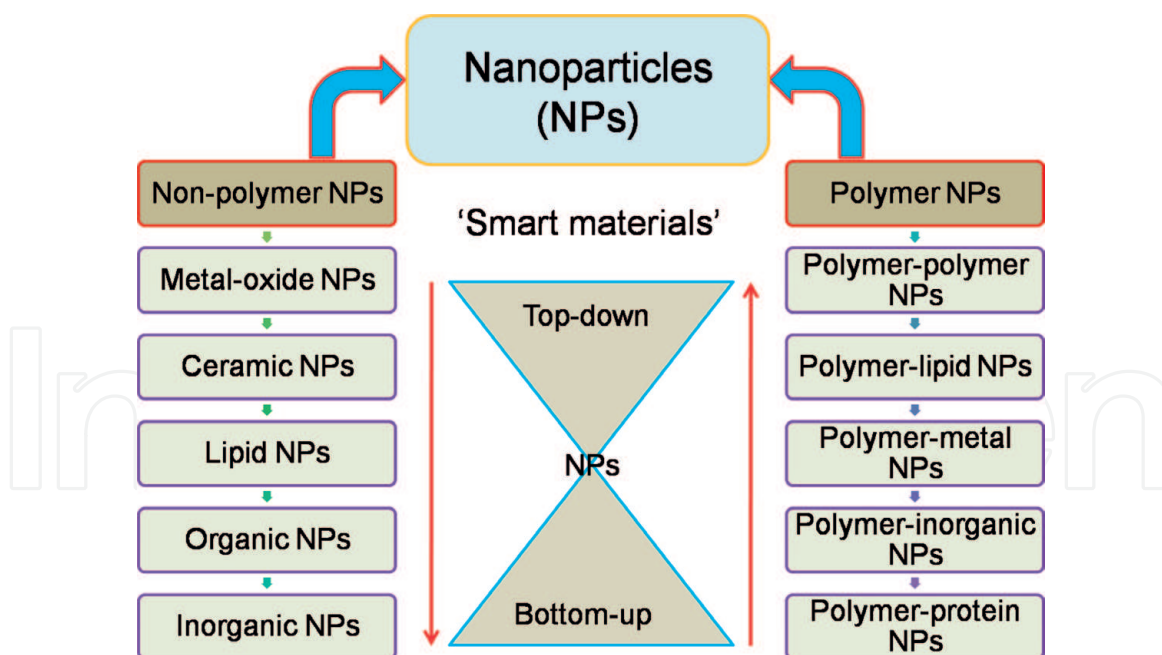 Nanoparticles
(NPs)
Non-polymer NPs
Metal-oxide NPs
Ceramic NPs
Lipid NPs
Organic NPs
Inorganic NPs
'Smart materials'
Top-down
NPs
Bottom-up
Polymer NPs
Polymer-polymer
NPs
Polymer-lipid NPs
Polymer-metal
NPs
Polymer-inorganic
NPs
Polymer-protein
NPs